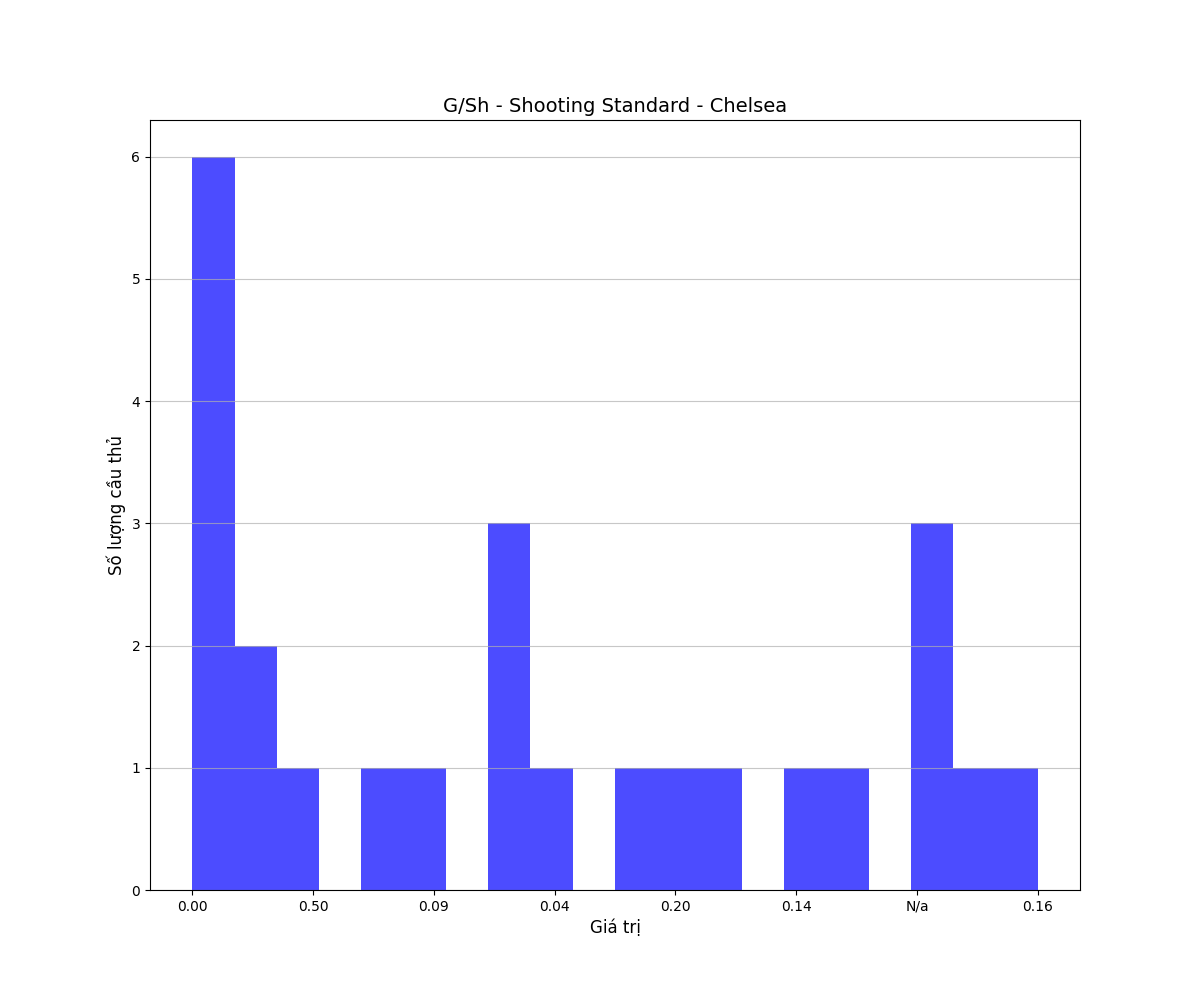 G/Sh - Shooting Standard - Chelsea
6
5
4
3
2
1
0
Số lượng cầu thủ
0.00 0.50 0.09 0.04 0.20 0.14 N/a 0.16
Giá trị